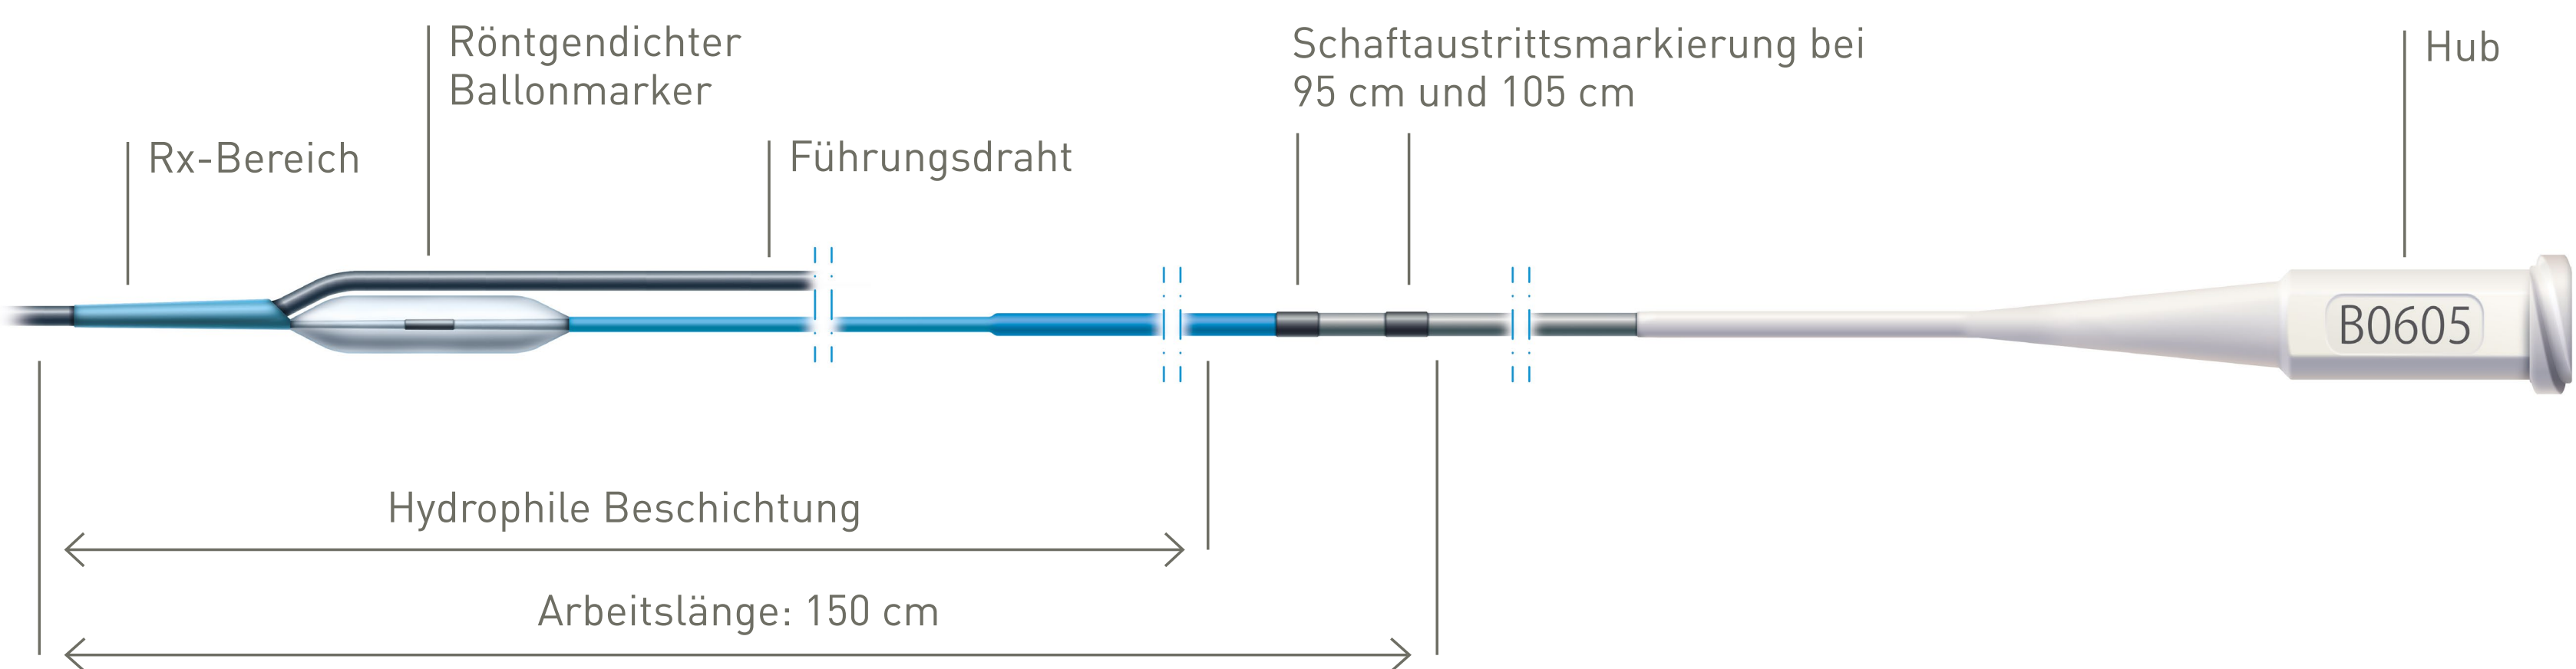 Röntgendichter
Ballonmarker
Schaftaustrittsmarkierung bei
95 cm und 105 cm
Hub
Rx-Bereich
Führungsdraht
B0605
Hydrophile Beschichtung
Arbeitslänge: 150 cm